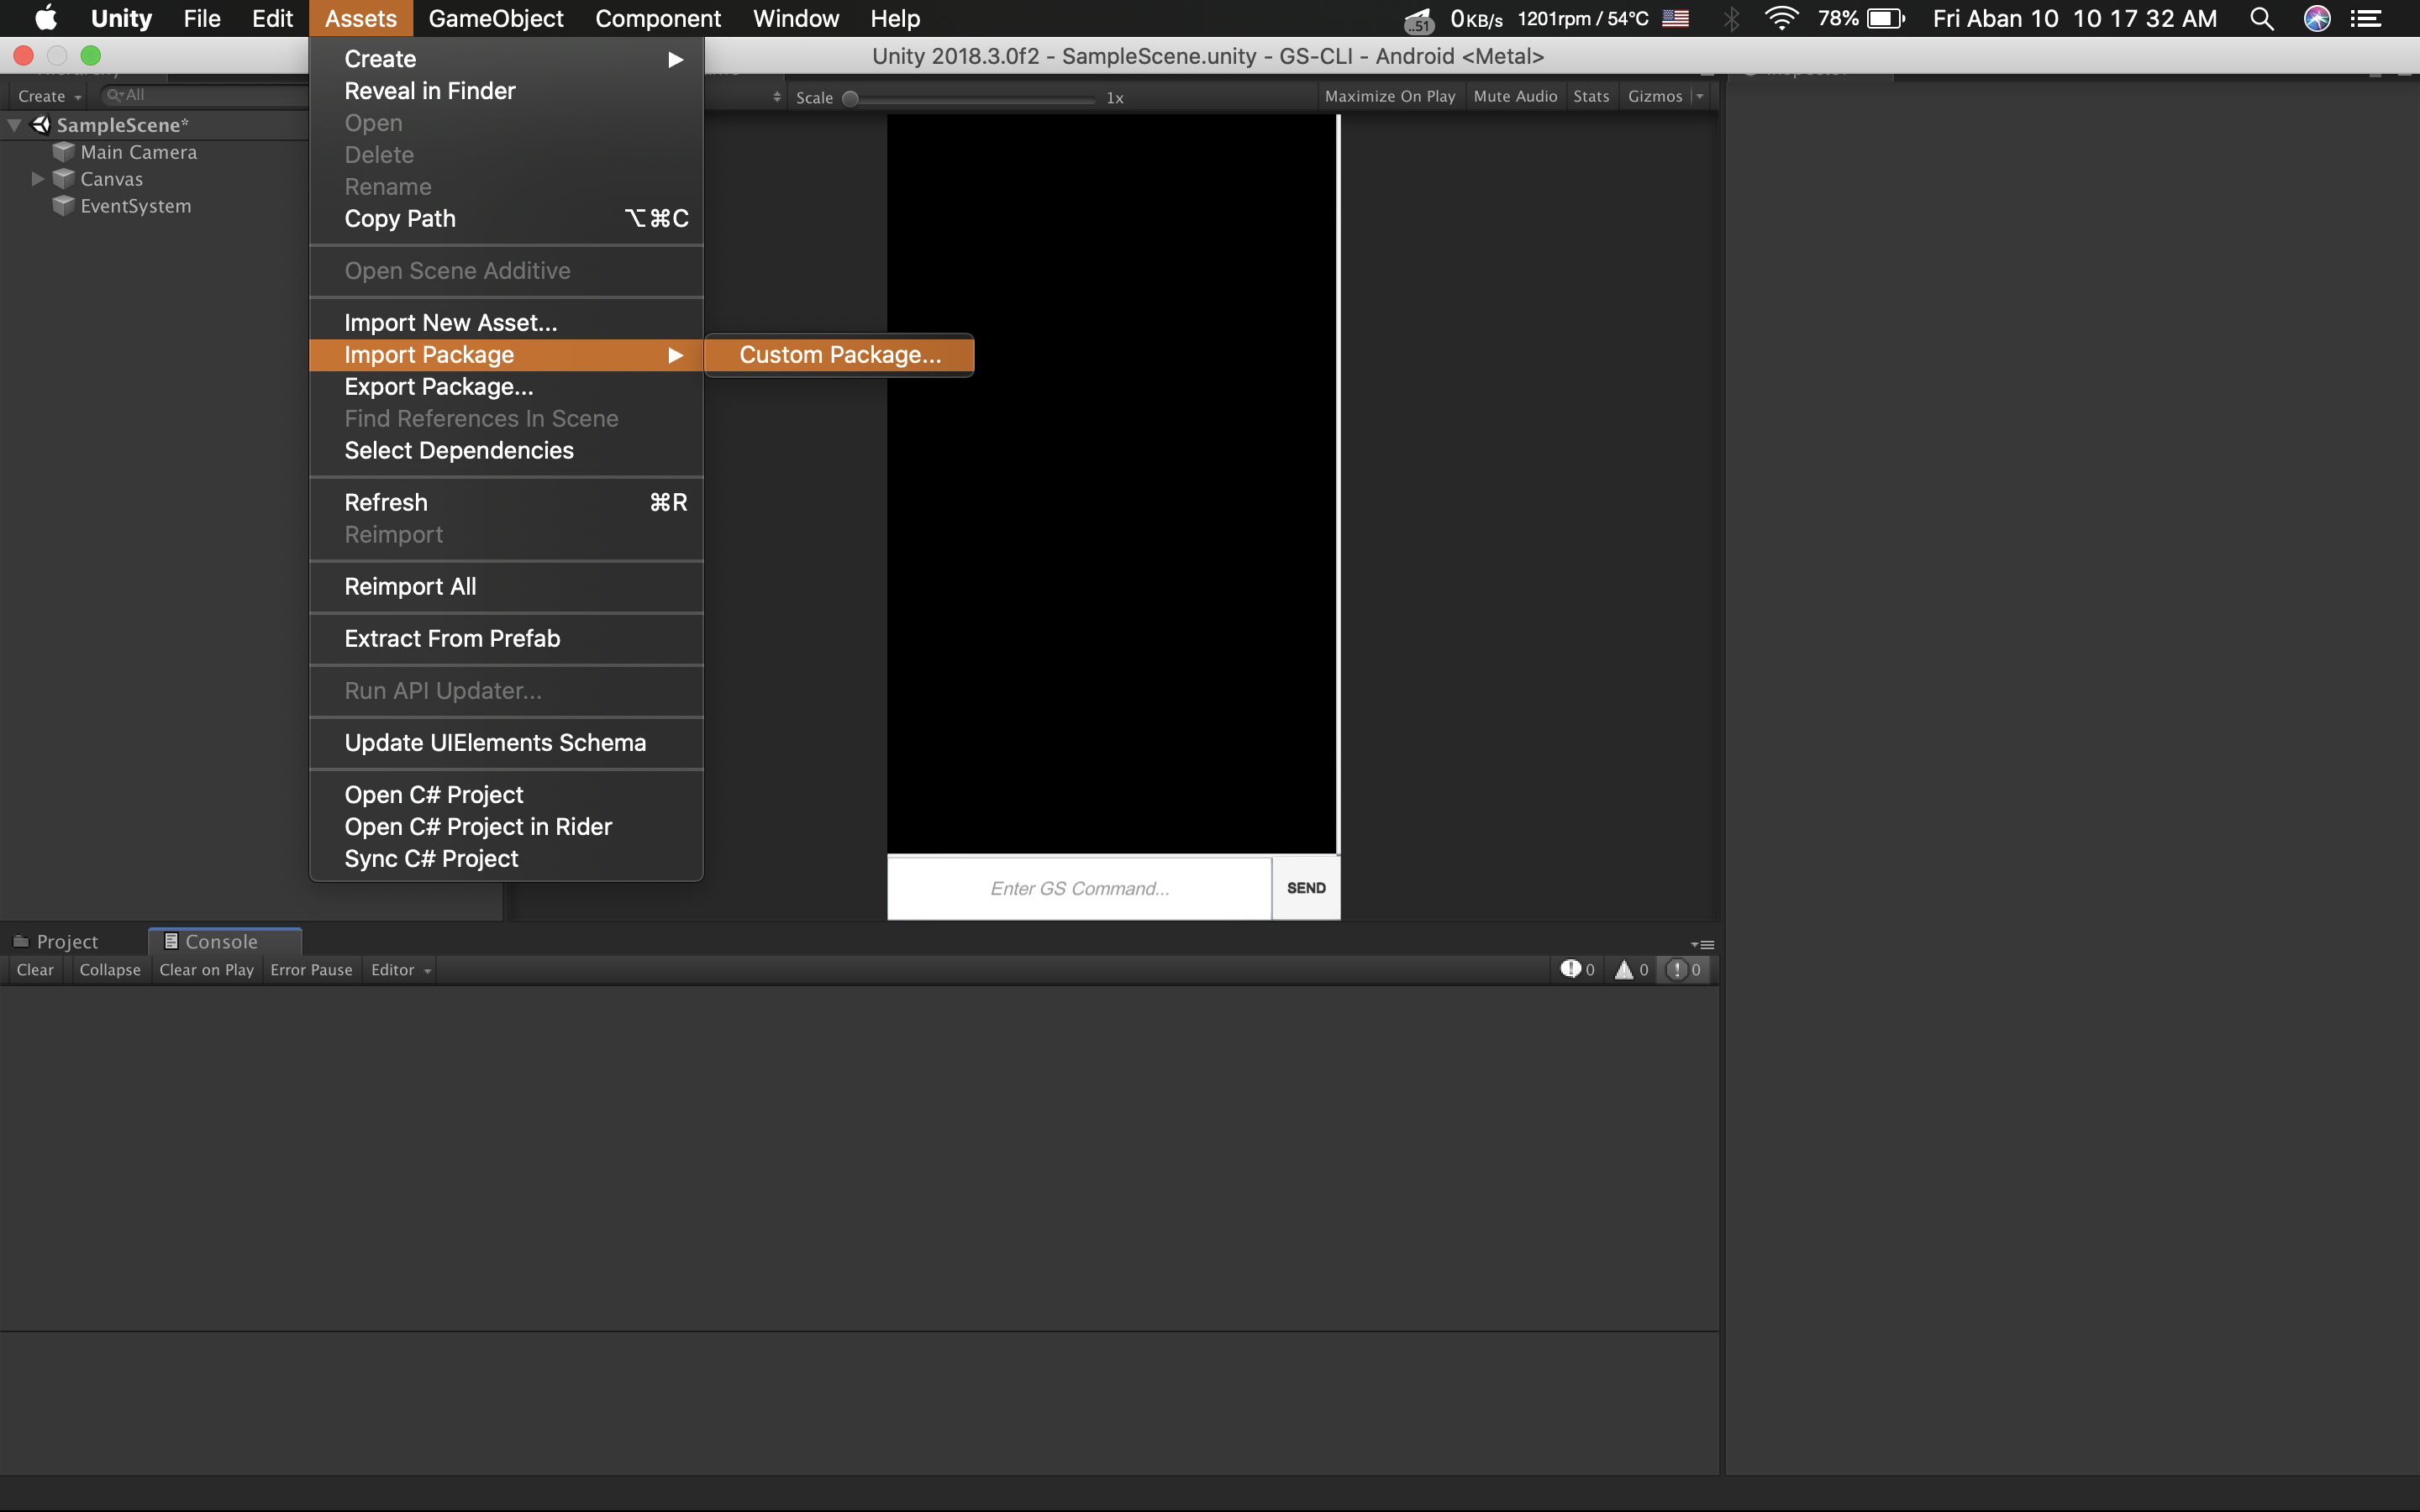 Unity File Edit Assets GameObject Component Window Help
..51 0KB/s 1201rpm / 54°C 78% Fri Aban 10 10 17 32 AM
Unity 2018.3.0f2 - SampleScene.unity - GS-CLI - Android <Metal>
Create All
Scale 1x Maximize On Play Mute Audio Stats Gizmos
SampleScene*
Main Camera
Canvas
EventSystem
Create
Reveal in Finder
Open
Delete
Rename
Copy Path ⌥⌘C
Open Scene Additive
Import New Asset...
Import Package
Custom Package...
Export Package...
Find References In Scene
Select Dependencies
Refresh ⌘R
Reimport
Reimport All
Extract From Prefab
Run API Updater...
Update UIElements Schema
Open C# Project
Open C# Project in Rider
Sync C# Project
Enter GS Command... SEND
Project Console
Clear Collapse Clear on Play Error Pause Editor 0 0 0